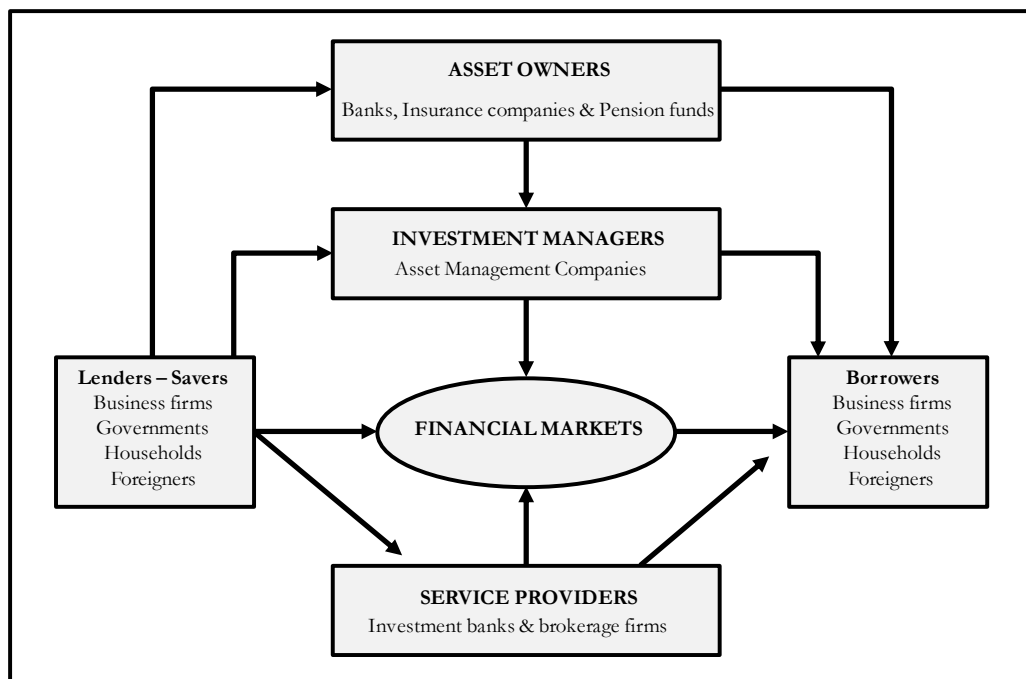 ASSET OWNERS
Banks, Insurance companies & Pension funds
INVESTMENT MANAGERS
Asset Management Companies
Lenders – Savers
Business firms
Governments
Households
Foreigners
FINANCIAL MARKETS
Borrowers
Business firms
Governments
Households
Foreigners
SERVICE PROVIDERS
Investment banks & brokerage firms